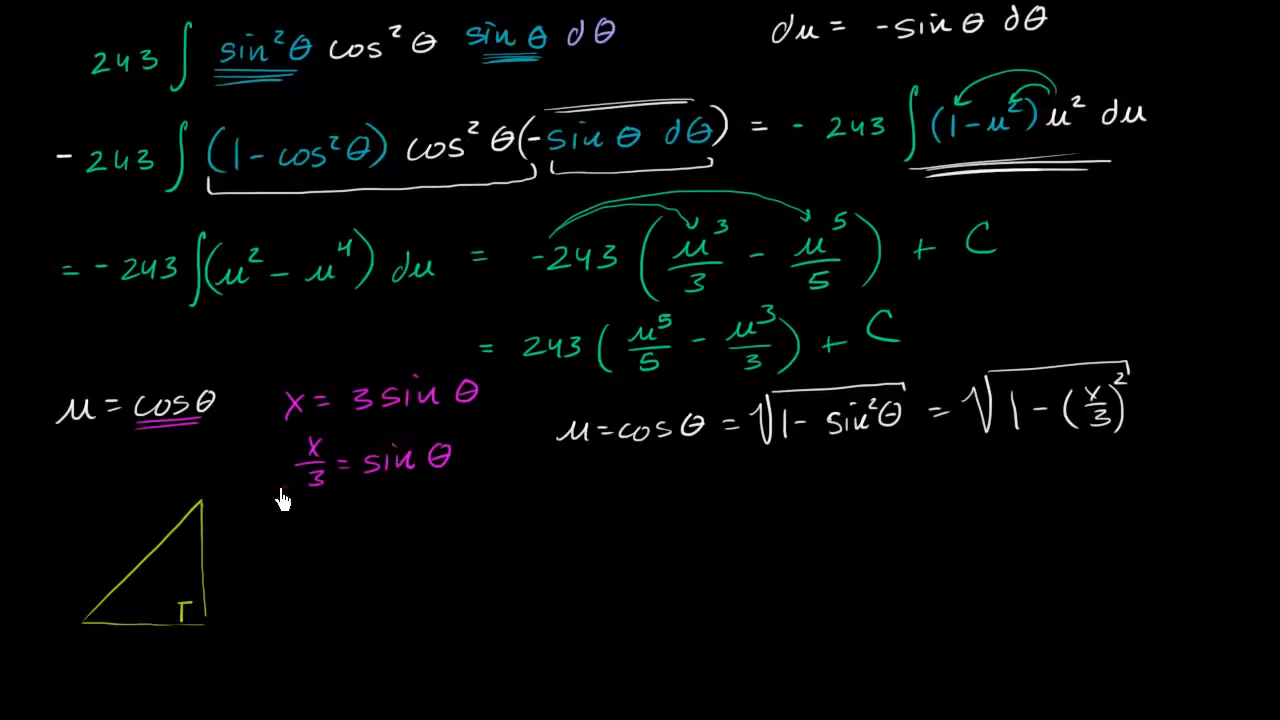 243 ∫ sin²θ cos²θ sinθ dθ
du = -sinθ dθ
-243 ∫ (1-cos²θ) cos²θ (-sinθ dθ) = -243 ∫ (1-u²) u² du
= -243 ∫ (u² - u⁴) du = -243 (u³/3 - u⁵/5) + C
= 243 (u⁵/5 - u³/3) + C
u = cosθ
x = 3 sinθ
x/3 = sinθ
u = cosθ = √(1 - sin²θ) = √(1 - (x/3)²)